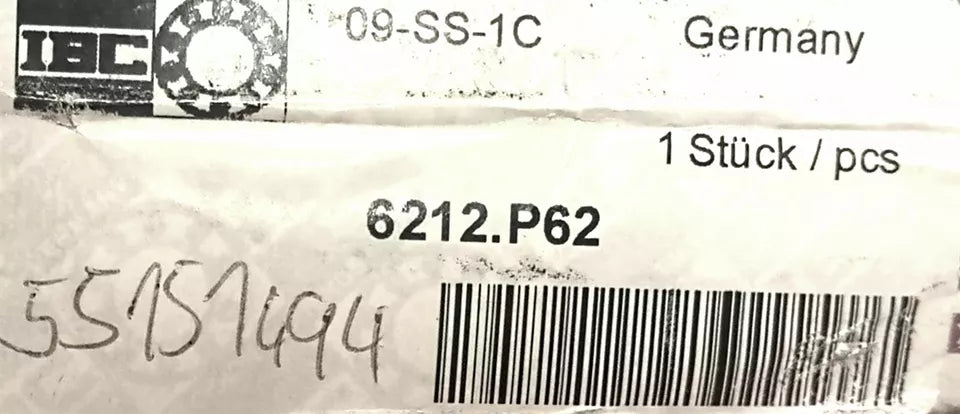 IBC
09-SS-1C
Germany
1 Stück / pcs
6212.P62
55151494